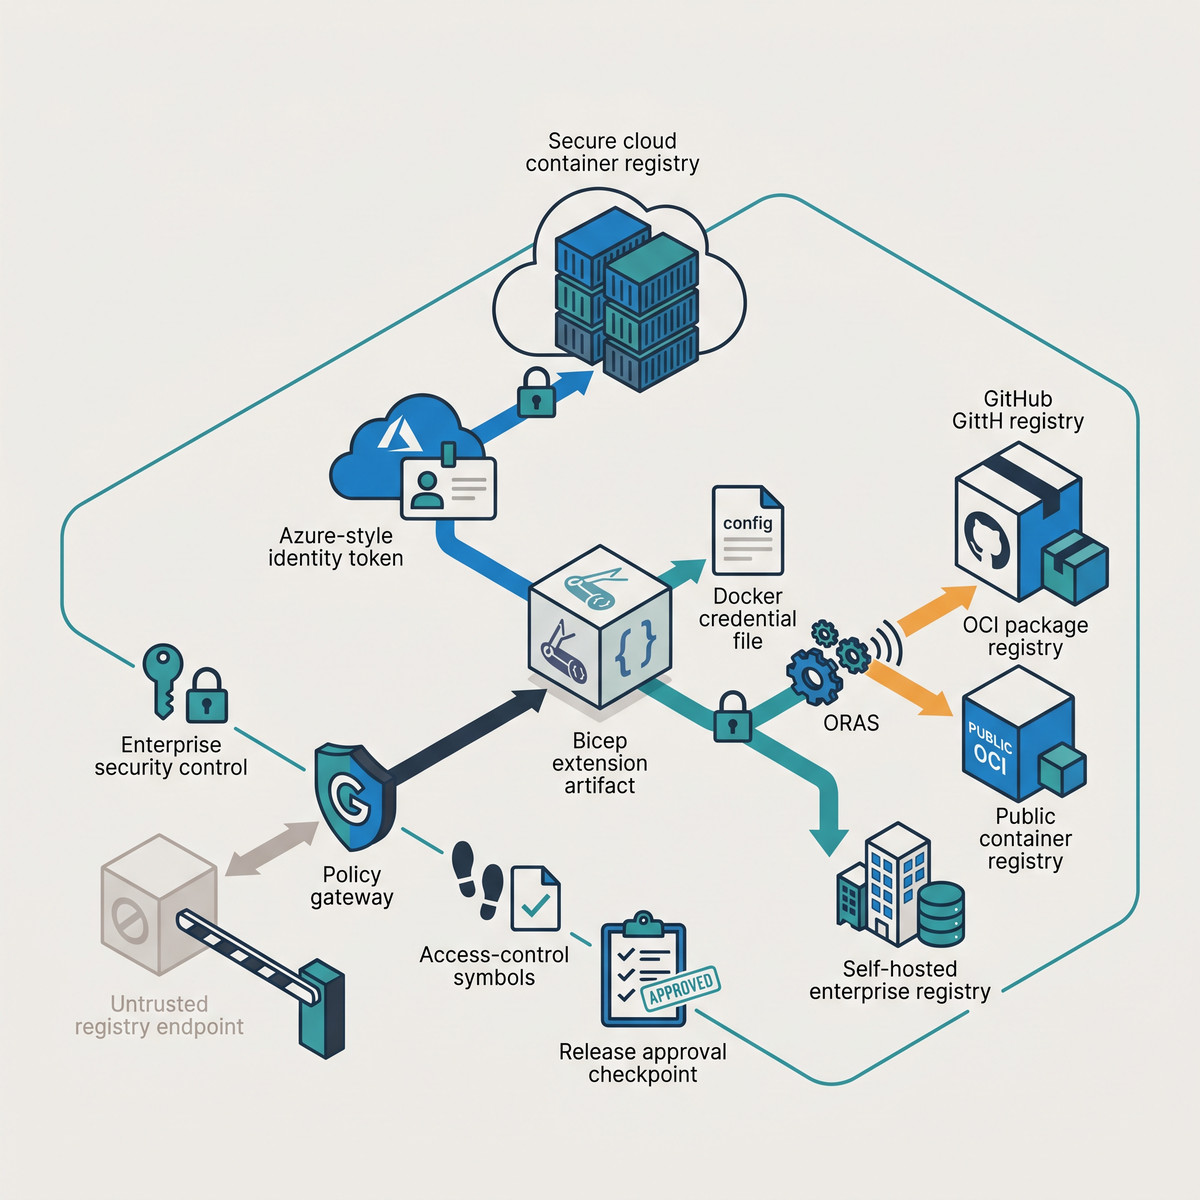 Secure cloud
container registry
GitHub
GittH registry
config
Azure-style
identity token
Docker
credential
file
OCI package
registry
{ }
ORAS
PUBLIC
OCI
Enterprise
security control
Bicep
extension
artifact
G
Public
container
registry
Policy
gateway
Access-control
symbols
Self-hosted
enterprise registry
APPROVED
Untrusted
registry endpoint
Release approval
checkpoint